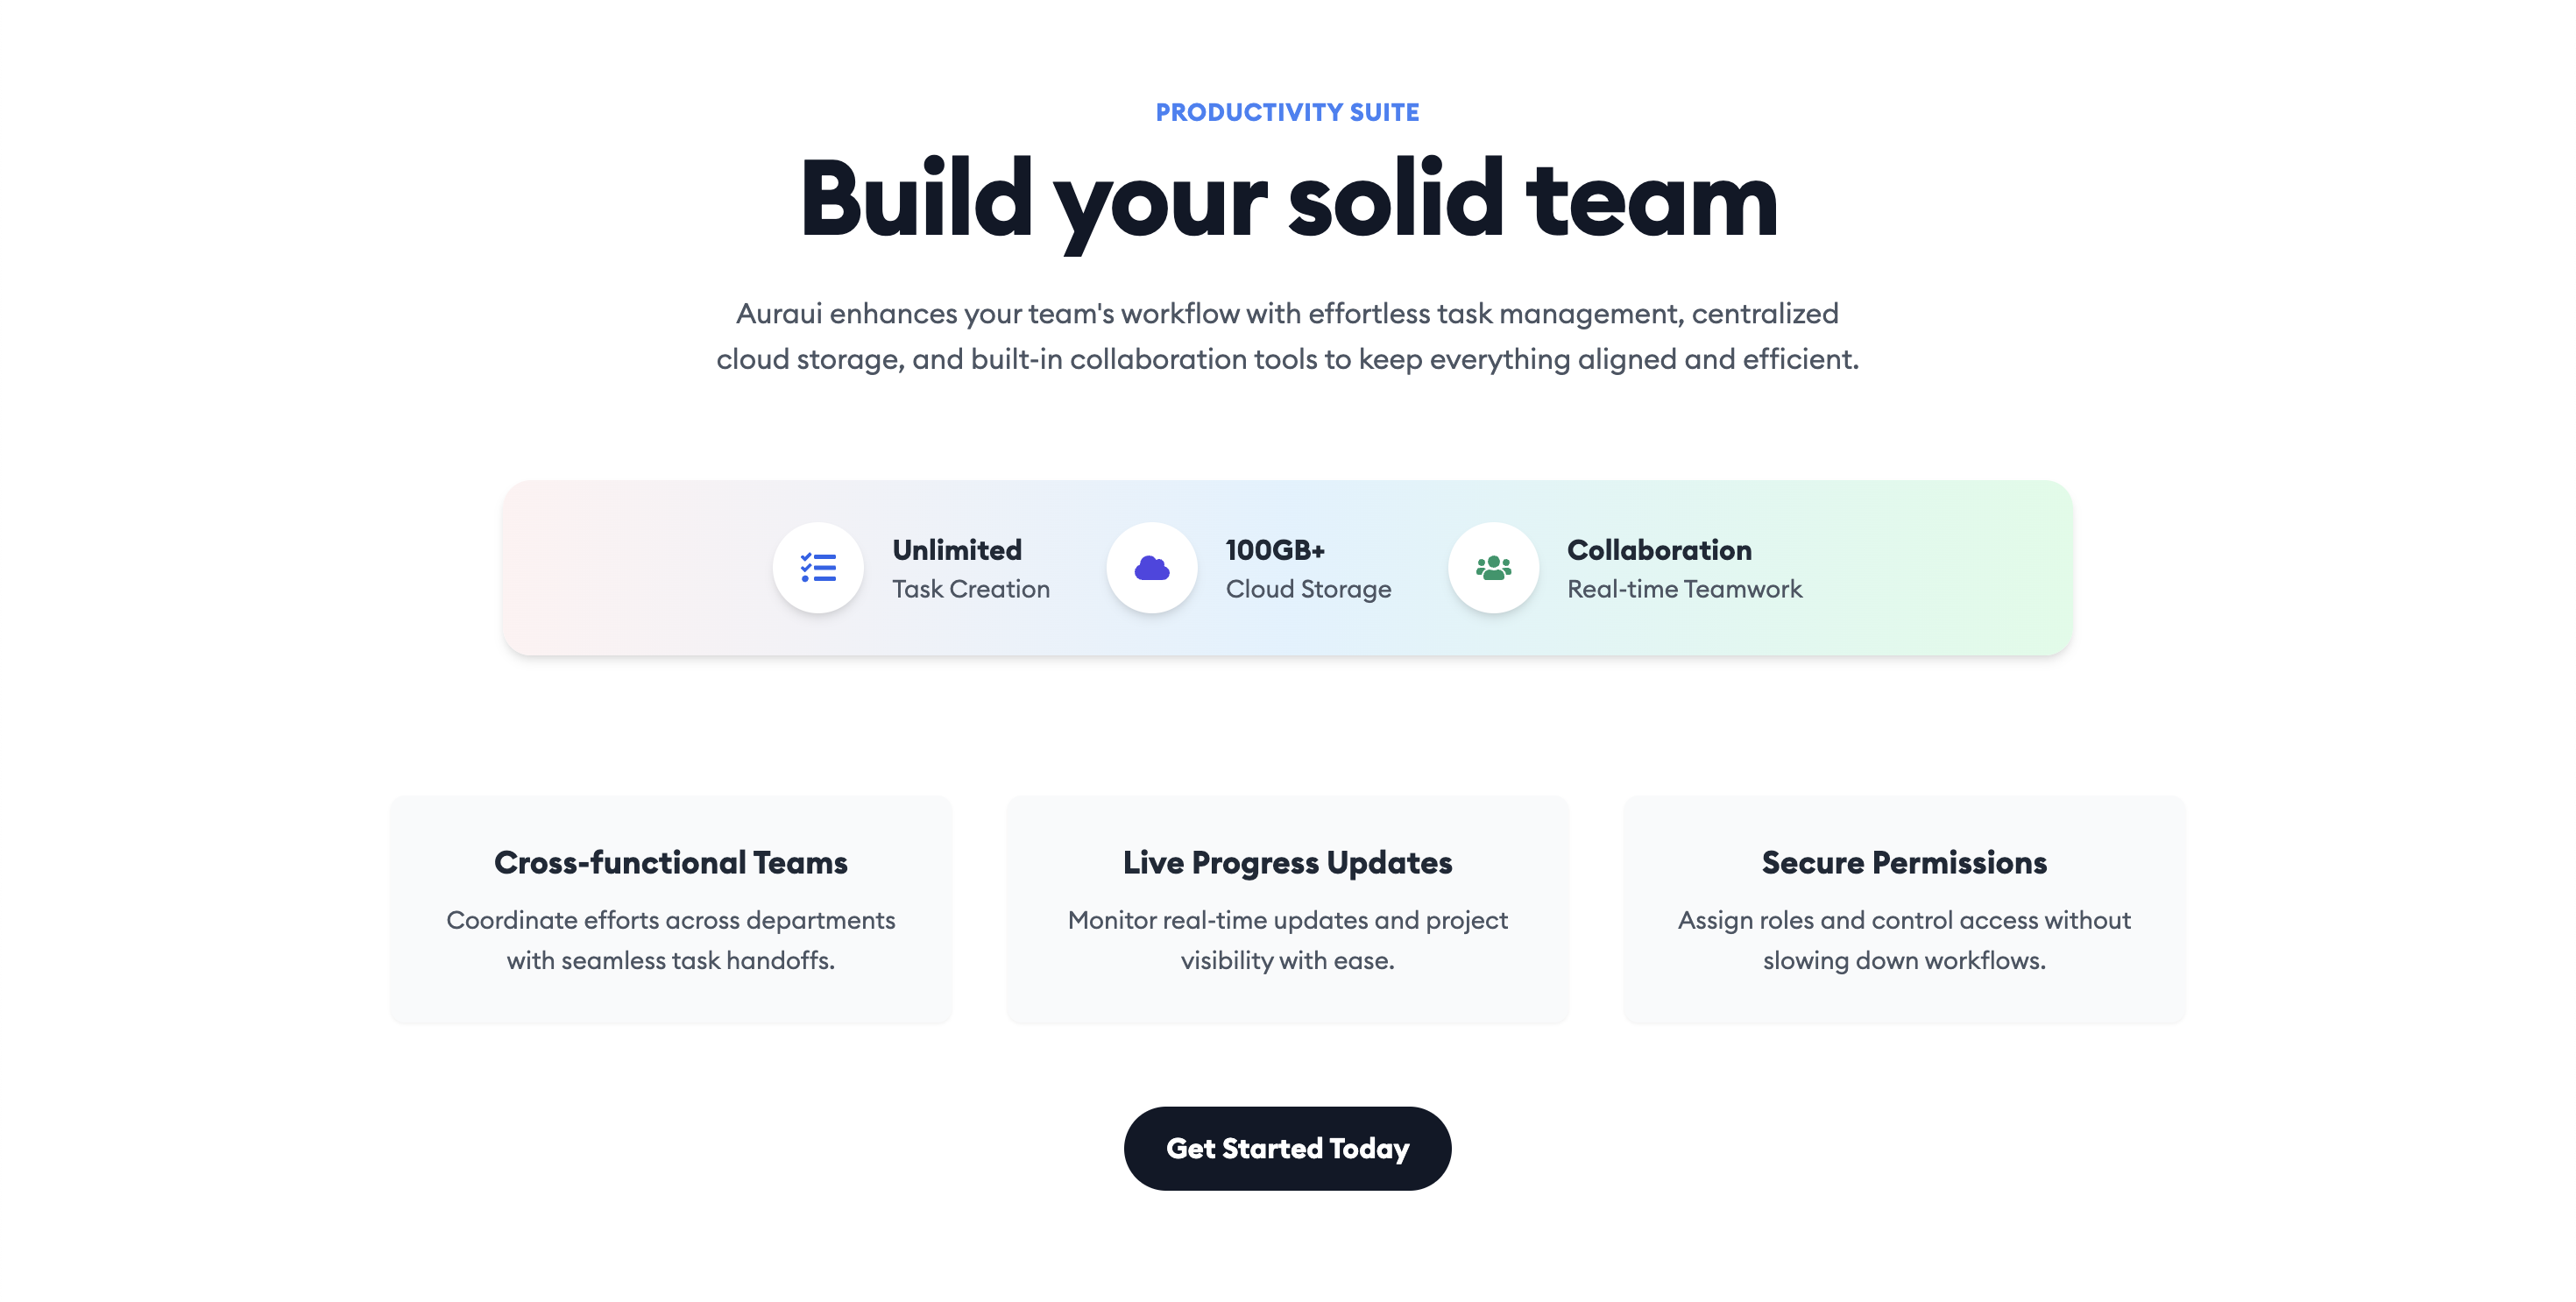 PRODUCTIVITY SUITE
Build your solid team
Auraui enhances your team's workflow with effortless task management, centralized
cloud storage, and built-in collaboration tools to keep everything aligned and efficient.
Unlimited
Task Creation
100GB+
Cloud Storage
Collaboration
Real-time Teamwork
Cross-functional Teams
Coordinate efforts across departments
with seamless task handoffs.
Live Progress Updates
Monitor real-time updates and project
visibility with ease.
Secure Permissions
Assign roles and control access without
slowing down workflows.
Get Started Today